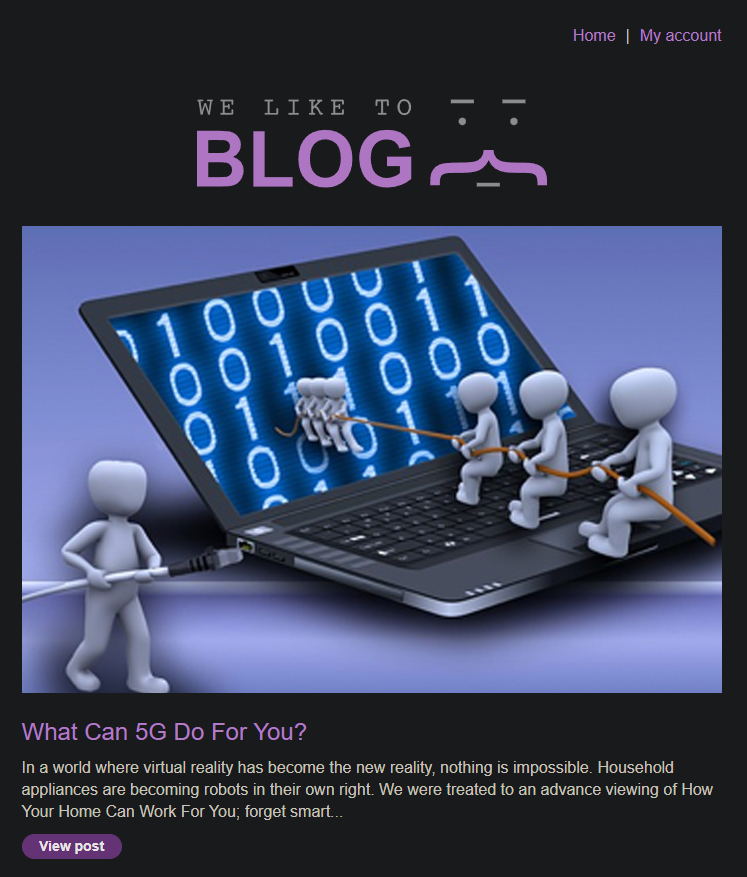 Home | My account
WE LIKE TO
BLOG
What Can 5G Do For You?
In a world where virtual reality has become the new reality, nothing is impossible. Household
appliances are becoming robots in their own right. We were treated to an advance viewing of How
Your Home Can Work For You; forget smart...
View post